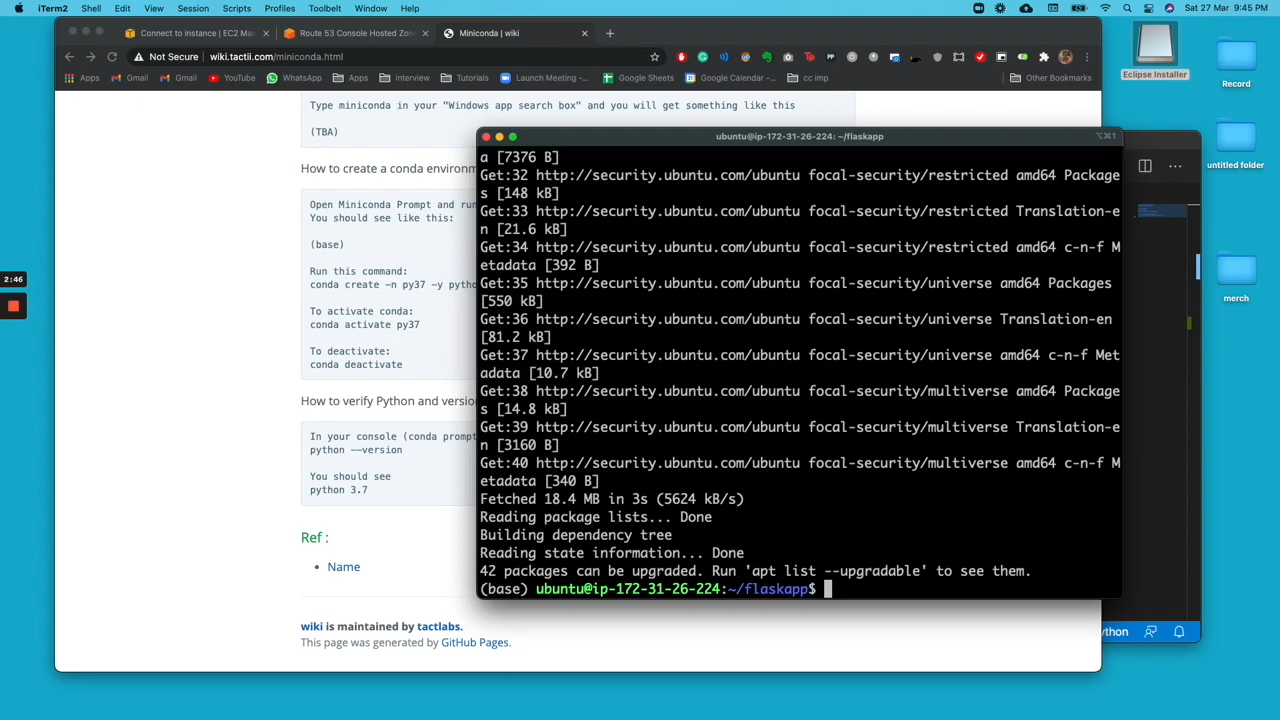 iTerm2 Shell Edit View Session Scripts Profiles Toolbelt Window Help
Sat 27 Mar 9:45 PM
Connect to instance | EC2 Man
Route 53 Console Hosted Zon
Miniconda | wiki
Not Secure | wiki.tactii.com/miniconda.html
Apps Gmail Gmail YouTube WhatsApp Apps interview Tutorials Launch Meeting -... Google Sheets Google Calendar -... cc imp Other Bookmarks
Type miniconda in your "Windows app search box" and you will get something like this
(TBA)
How to create a conda environm
Open Miniconda Prompt and run
You should see like this:
(base)
Run this command:
conda create -n py37 -y pytho
To activate conda:
conda activate py37
To deactivate:
conda deactivate
How to verify Python and version
In your console (conda prompt
python --version
You should see
python 3.7
Ref :
Name
wiki is maintained by tactlabs.
This page was generated by GitHub Pages.
2:46
ubuntu@ip-172-31-26-224: ~/flaskapp
⌥⌘1
a [7376 B]
Get:32 http://security.ubuntu.com/ubuntu focal-security/restricted amd64 Package
s [148 kB]
Get:33 http://security.ubuntu.com/ubuntu focal-security/restricted Translation-e
n [21.6 kB]
Get:34 http://security.ubuntu.com/ubuntu focal-security/restricted amd64 c-n-f M
etadata [392 B]
Get:35 http://security.ubuntu.com/ubuntu focal-security/universe amd64 Packages
[550 kB]
Get:36 http://security.ubuntu.com/ubuntu focal-security/universe Translation-en
[81.2 kB]
Get:37 http://security.ubuntu.com/ubuntu focal-security/universe amd64 c-n-f Met
adata [10.7 kB]
Get:38 http://security.ubuntu.com/ubuntu focal-security/multiverse amd64 Package
s [14.8 kB]
Get:39 http://security.ubuntu.com/ubuntu focal-security/multiverse Translation-e
n [3160 B]
Get:40 http://security.ubuntu.com/ubuntu focal-security/multiverse amd64 c-n-f M
etadata [340 B]
Fetched 18.4 MB in 3s (5624 kB/s)
Reading package lists... Done
Building dependency tree
Reading state information... Done
42 packages can be upgraded. Run 'apt list --upgradable' to see them.
(base) ubuntu@ip-172-31-26-224:~/flaskapp$
ython
Eclipse Installer
Record
untitled folder
merch